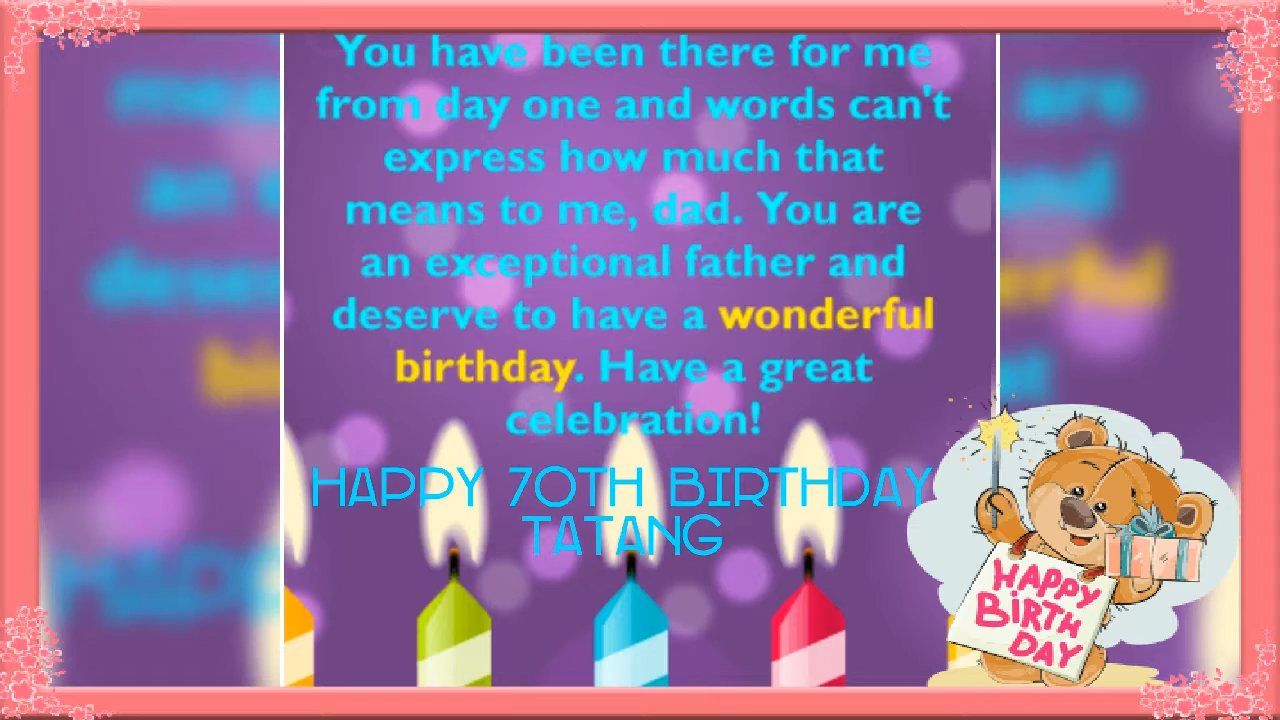 You have been there for me
from day one and words can't
express how much that
means to me, dad. You are
an exceptional father and
deserve to have a wonderful
birthday. Have a great
celebration!
HAPPY 70TH BIRTHDAY
TATANG
HAPPY
BIRTH
DAY